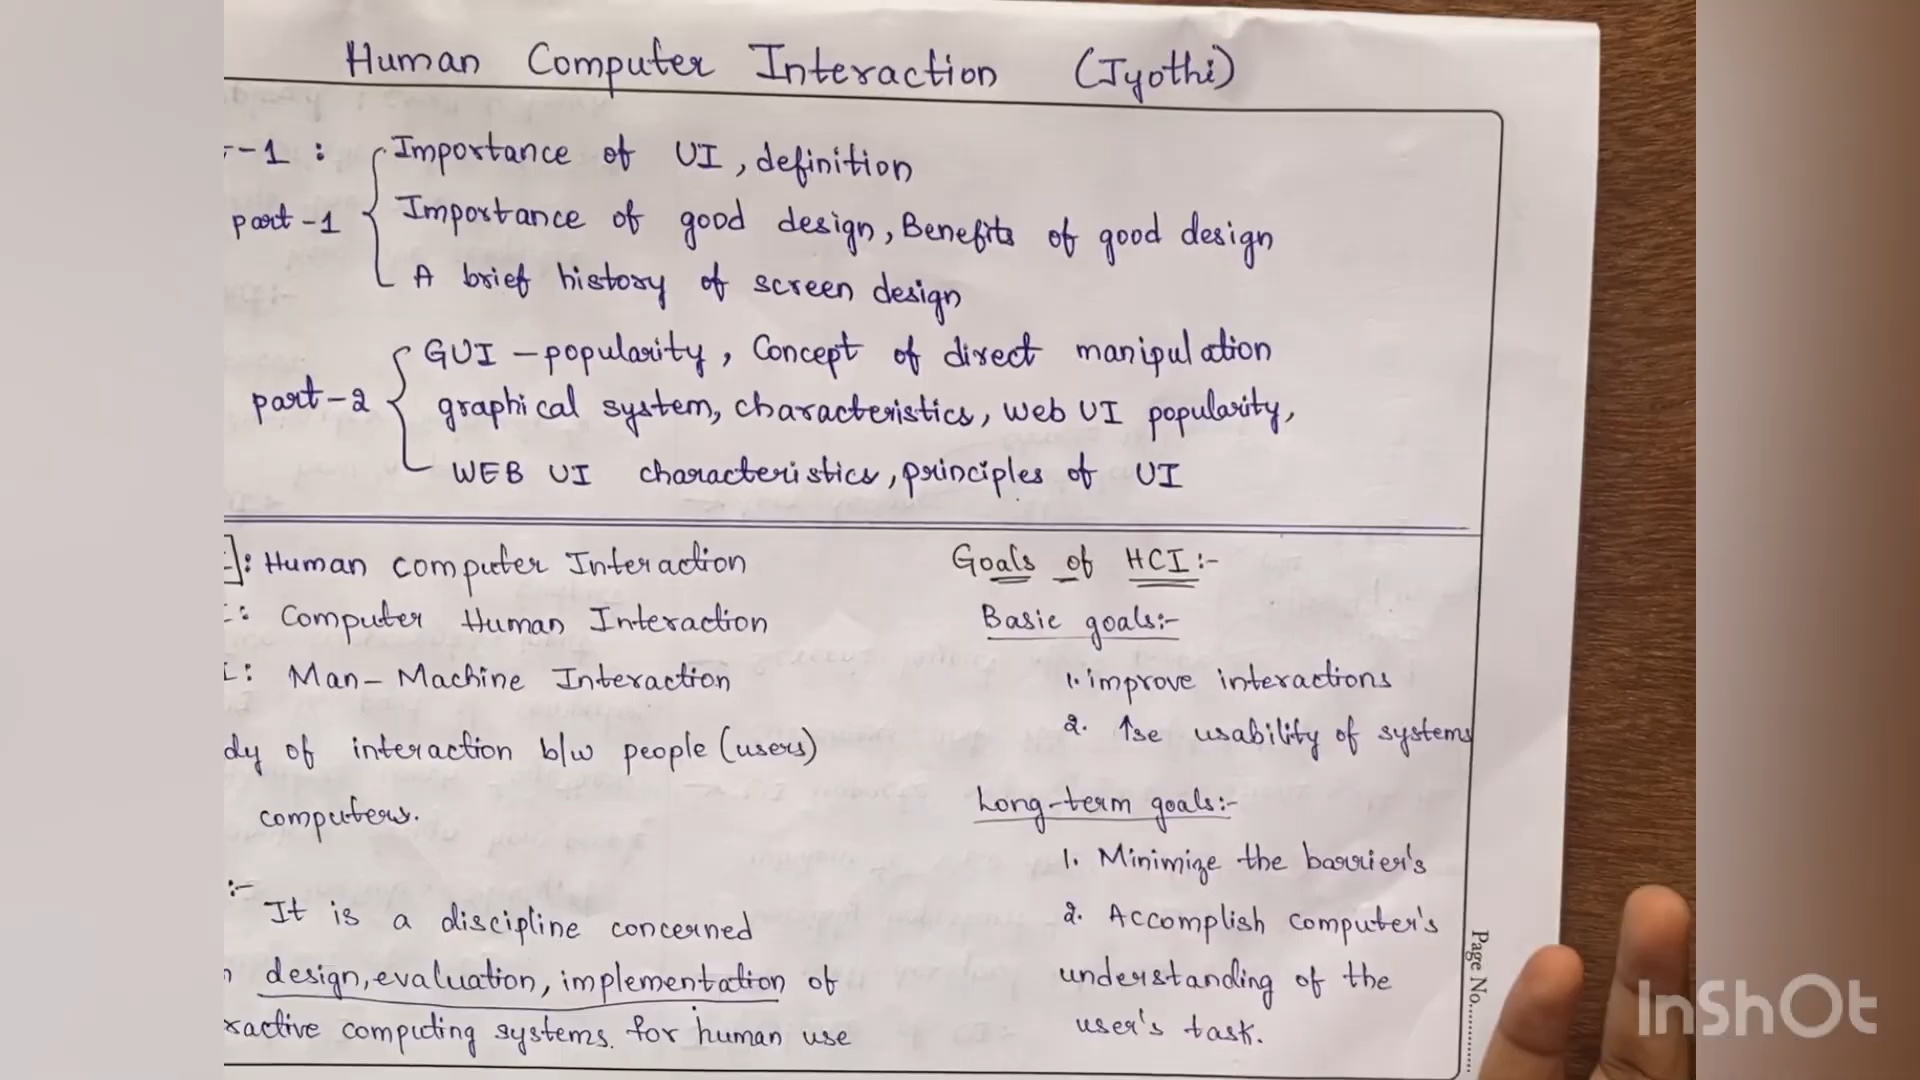 Human Computer Interaction (Jyothi)
-1 : Importance of UI, definition
part-1 Importance of good design, Benefits of good design
A brief history of screen design
GUI - popularity, Concept of direct manipulation
part-2 graphical system, characteristics, web UI popularity,
WEB UI characteristics, principles of UI
: Human computer Interaction
: Computer Human Interaction
I: Man-Machine Interaction
dy of interaction b/w people (users)
computers.
:-
It is a discipline concerned
design, evaluation, implementation of
ractive computing systems. for human use
Goals of HCI:-
Basic goals:-
1. improve interactions
2. ↑se usability of systems
Long-term goals:-
1. Minimize the barrier's
2. Accomplish computer's
understanding of the
user's task.
Page No...........
InShOt